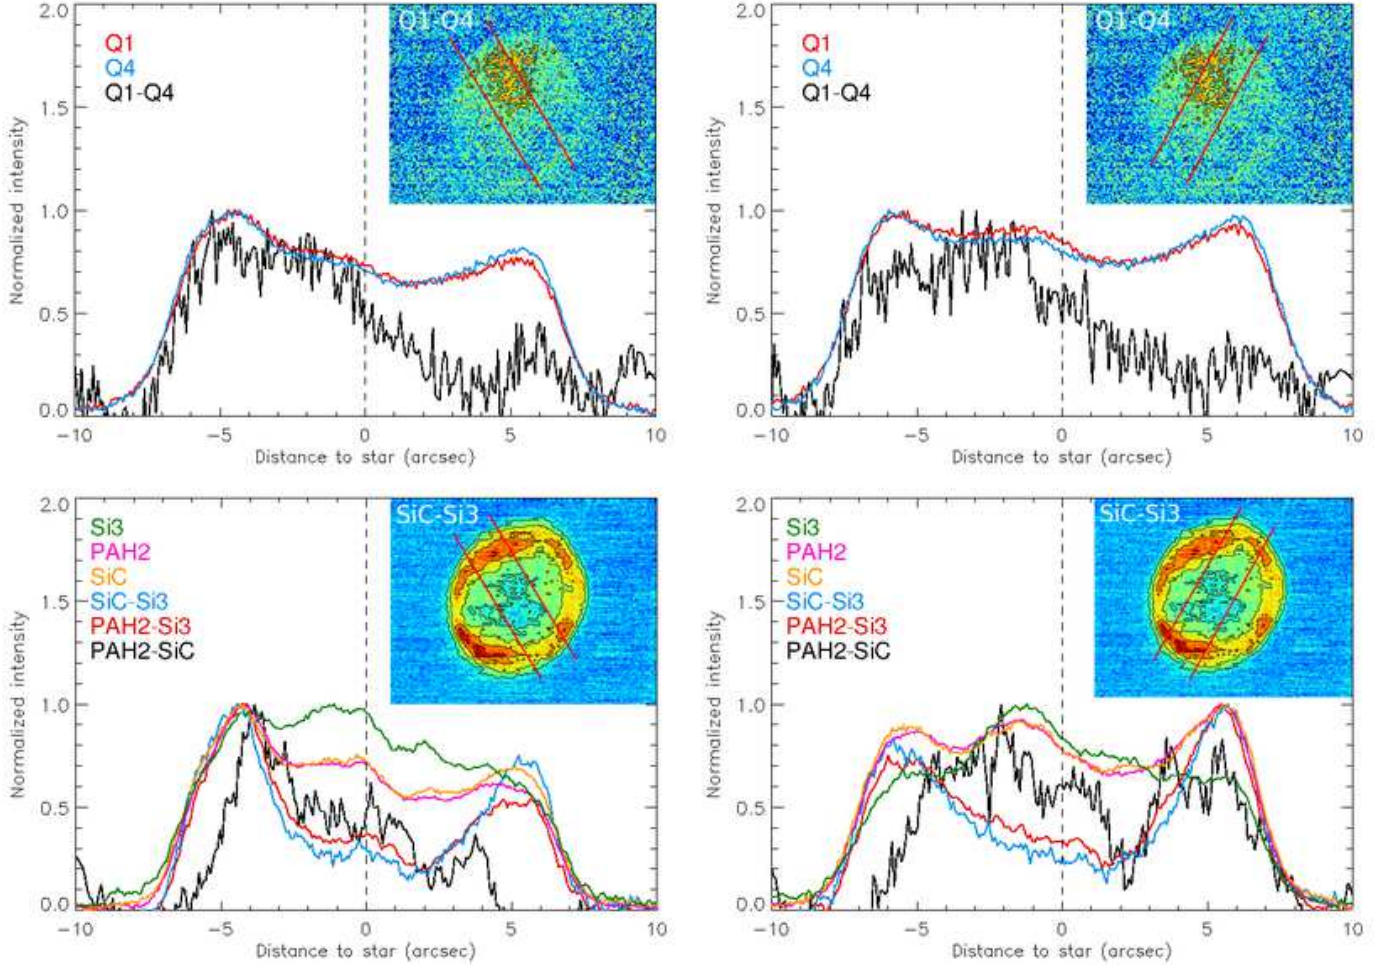 2.0
1.5
1.0
0.5
0.0
Normalized intensity
Q1
Q4
Q1-Q4
Q1-Q4
-10
-5
0
5
10
Distance to star (arcsec)
2.0
1.5
1.0
0.5
0.0
Normalized intensity
Q1
Q4
Q1-Q4
Q1-Q4
-10
-5
0
5
10
Distance to star (arcsec)
2.0
1.5
1.0
0.5
0.0
Normalized intensity
Si3
PAH2
SiC
SiC-Si3
PAH2-Si3
PAH2-SiC
SiC-Si3
-10
-5
0
5
10
Distance to star (arcsec)
2.0
1.5
1.0
0.5
0.0
Normalized intensity
Si3
PAH2
SiC
SiC-Si3
PAH2-Si3
PAH2-SiC
SiC-Si3
-10
-5
0
5
10
Distance to star (arcsec)